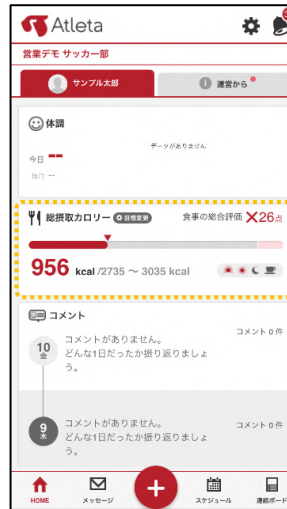 Atleta
営業デモ サッカー部
サンプル太郎
運営から
体調
データがありません
今日 --
総摂取カロリー 目標変更 食事の総合評価 ×26点
956 kcal /2735 ～ 3035 kcal
コメント
コメントがありません。 コメント 0 件
10 どんな1日だったか振り返りましょ
金 う。
コメントがありません。 コメント 0 件
9 どんな1日だったか振り返りましょ
木 う。
HOME メッセージ + スケジュール 連絡ボード